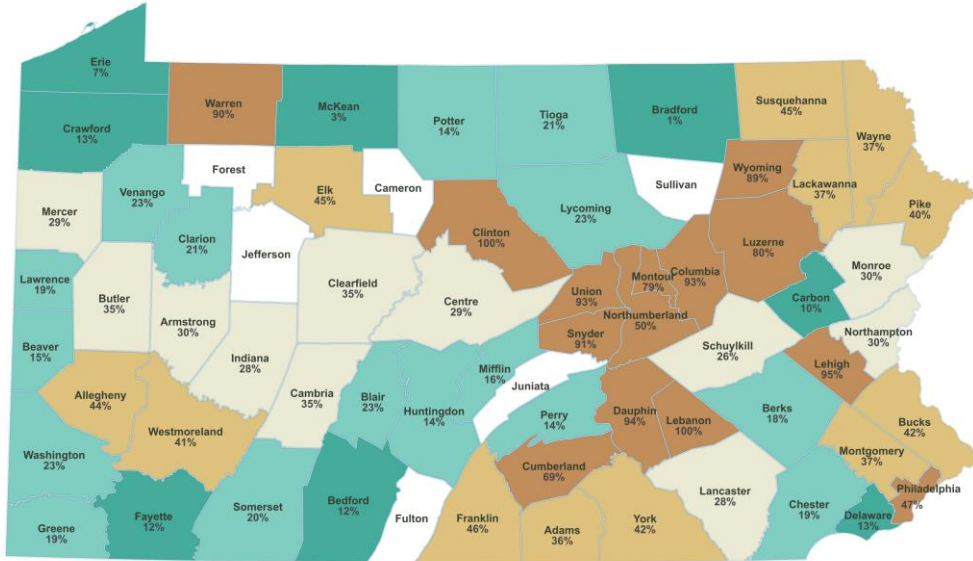 Erie
7%
Warren
90%
McKean
3%
Potter
14%
Tioga
21%
Bradford
1%
Susquehanna
45%
Wayne
37%
Crawford
13%
Forest
Elk
45%
Cameron
Sullivan
Wyoming
89%
Lackawanna
37%
Pike
40%
Mercer
29%
Venango
23%
Clarion
21%
Jefferson
Clinton
100%
Lycoming
23%
Luzerne
80%
Monroe
30%
Lawrence
19%
Butler
35%
Armstrong
30%
Clearfield
35%
Centre
29%
Union
93%
Montour
79%
Columbia
93%
Carbon
10%
Northampton
30%
Beaver
15%
Indiana
28%
Snyder
91%
Northumberland
50%
Schuylkill
26%
Lehigh
95%
Allegheny
44%
Westmoreland
41%
Cambria
35%
Blair
23%
Huntingdon
14%
Mifflin
16%
Juniata
Perry
14%
Dauphin
94%
Lebanon
100%
Berks
18%
Bucks
42%
Montgomery
37%
Washington
23%
Cumberland
69%
Lancaster
28%
Philadelphia
47%
Greene
19%
Fayette
12%
Somerset
20%
Bedford
12%
Fulton
Franklin
46%
Adams
36%
York
42%
Chester
19%
Delaware
13%